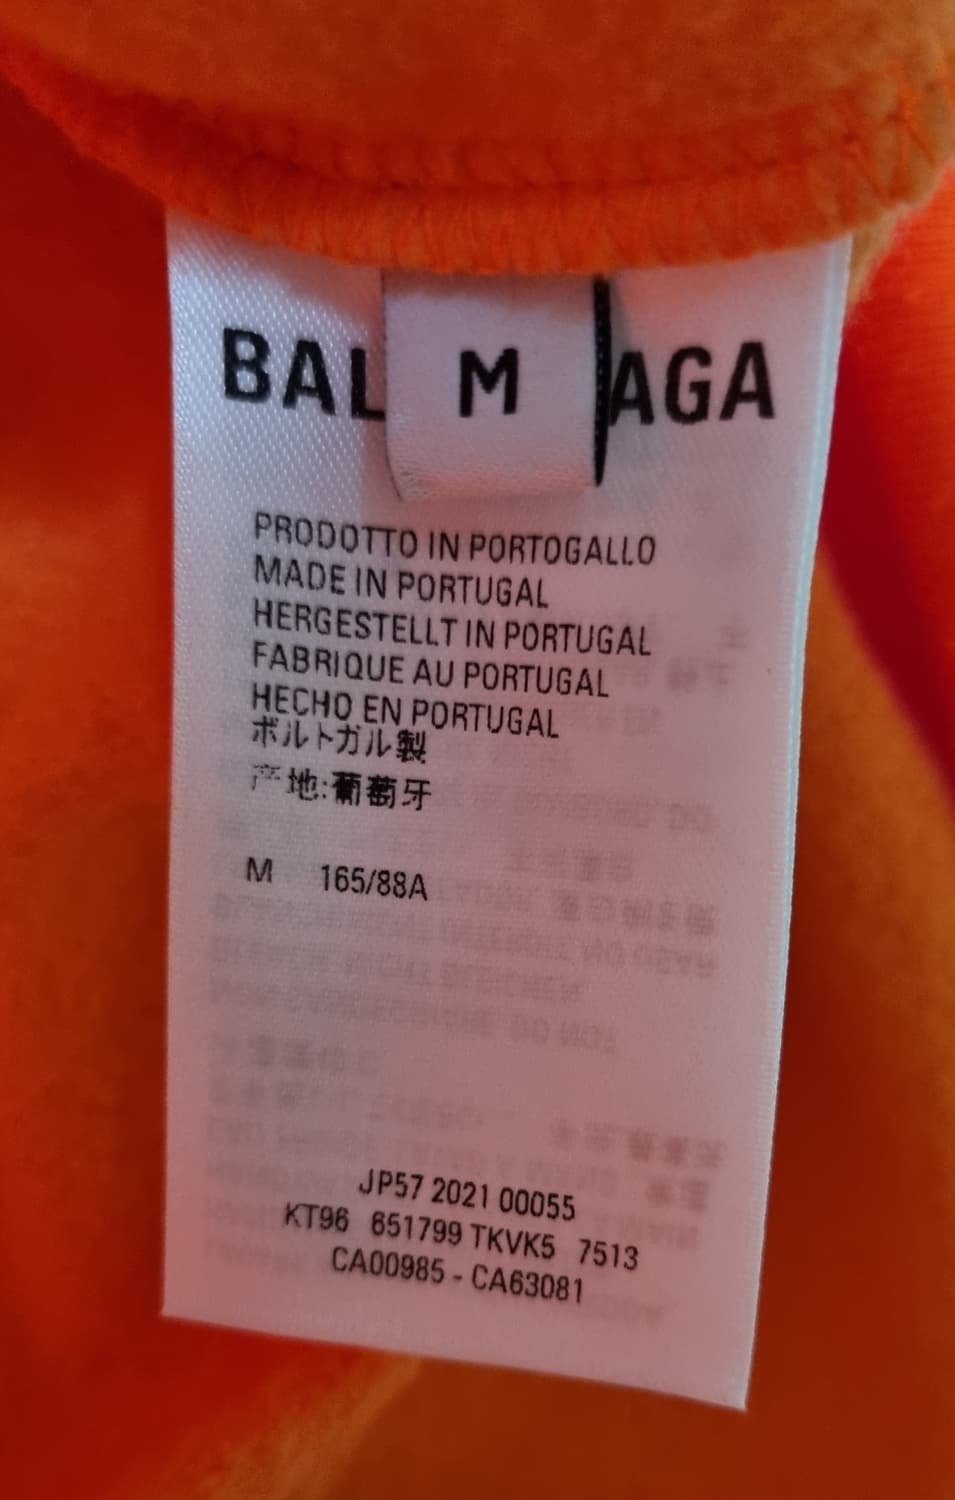 BAL M AGA
PRODOTTO IN PORTOGALLO
MADE IN PORTUGAL
HERGESTELLT IN PORTUGAL
FABRIQUE AU PORTUGAL
HECHO EN PORTUGAL
ポルトガル製
产地:葡萄牙
M 165/88A
JP57 2021 00055
KT96 651799 TKVK5 7513
CA00985 - CA63081